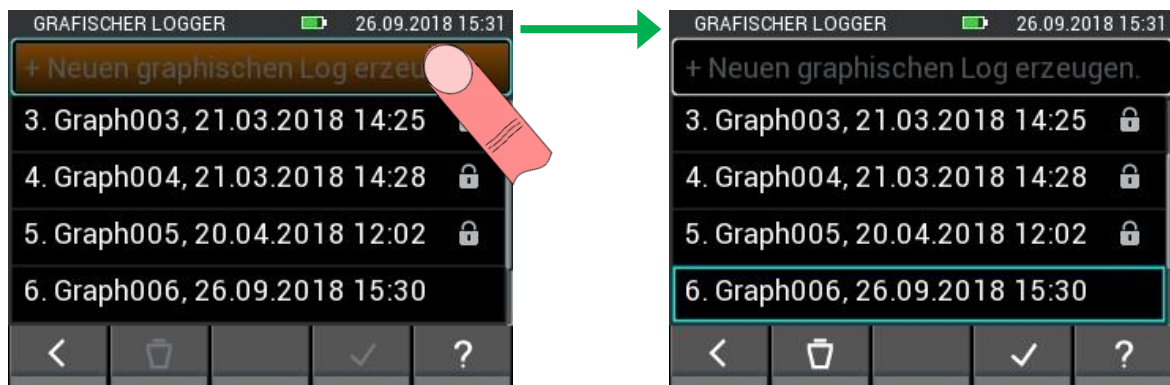 GRAFISCHER LOGGER 26.09.2018 15:31
+ Neuen graphischen Log erzeu
3. Graph003, 21.03.2018 14:25
4. Graph004, 21.03.2018 14:28
5. Graph005, 20.04.2018 12:02
6. Graph006, 26.09.2018 15:30
?
GRAFISCHER LOGGER 26.09.2018 15:31
+ Neuen graphischen Log erzeugen.
3. Graph003, 21.03.2018 14:25
4. Graph004, 21.03.2018 14:28
5. Graph005, 20.04.2018 12:02
6. Graph006, 26.09.2018 15:30
?